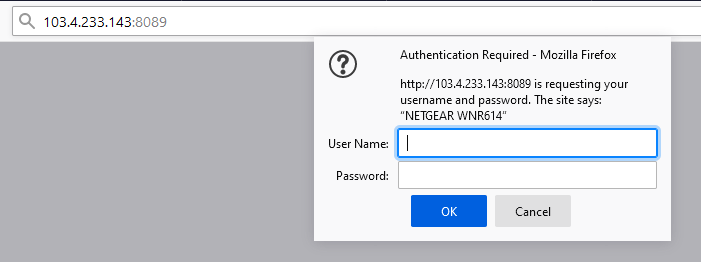 103.4.233.143:8089
Authentication Required - Mozilla Firefox
http://103.4.233.143:8089 is requesting your
username and password. The site says:
“NETGEAR WNR614”
User Name:
Password:
OK
Cancel